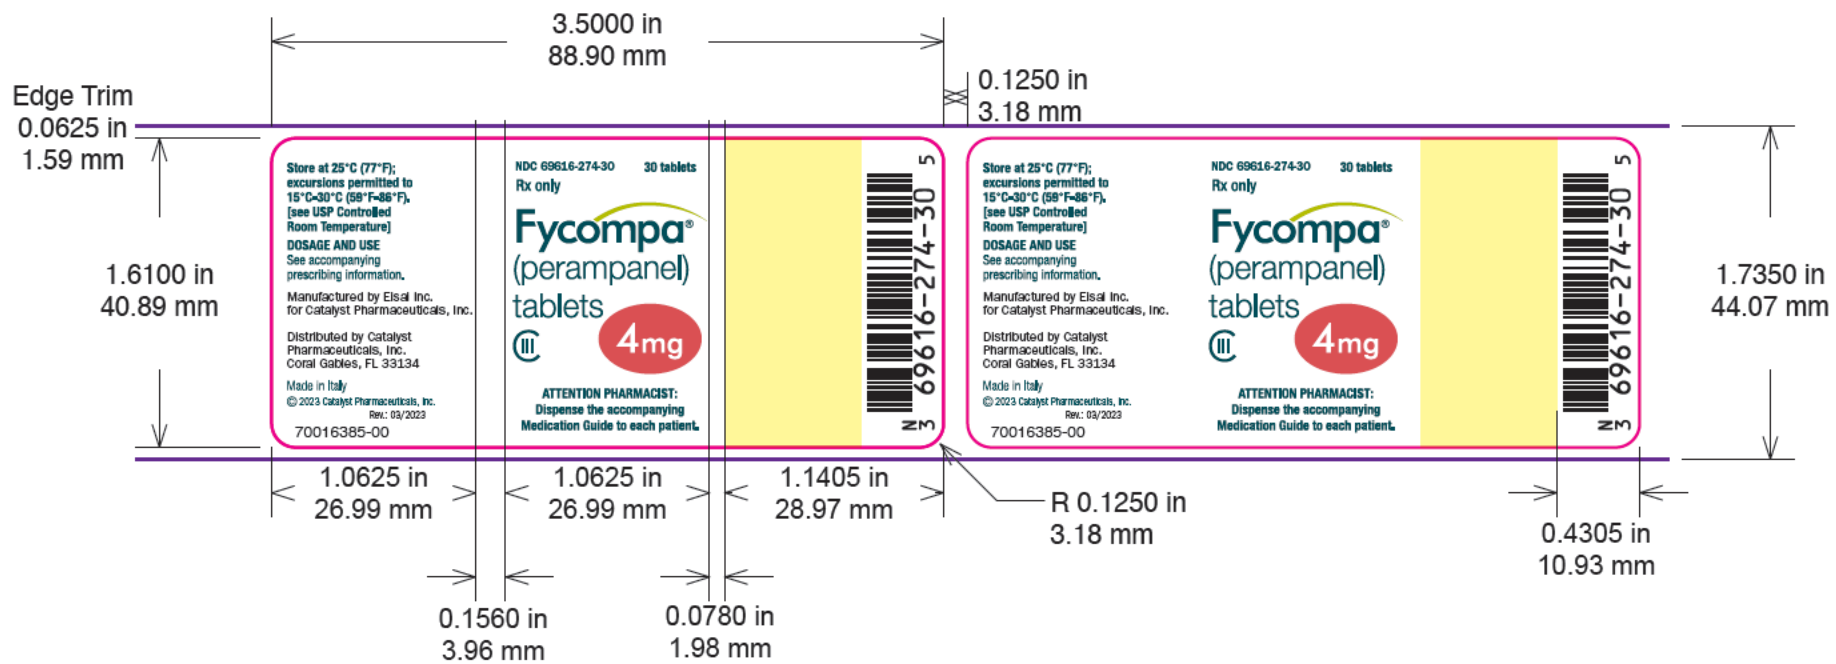 3.5000 in
88.90 mm
0.1250 in
3.18 mm
Edge Trim
0.0625 in
1.59 mm
1.6100 in
40.89 mm
Store at 25°C (77°F);
excursions permitted to
15°C-30°C (59°F-86°F).
[see USP Controlled
Room Temperature]
DOSAGE AND USE
See accompanying
prescribing information.
Manufactured by Eisai Inc.
for Catalyst Pharmaceuticals, Inc.
Distributed by Catalyst
Pharmaceuticals, Inc.
Coral Gables, FL 33134
Made in Italy
© 2023 Catalyst Pharmaceuticals, Inc.
Rev.: 03/2023
70016385-00
NDC 69616-274-30 30 tablets
Rx only
Fycompa®
(perampanel)
tablets
CIII
4 mg
ATTENTION PHARMACIST:
Dispense the accompanying
Medication Guide to each patient.
N
3 69616-274-30 5
Store at 25°C (77°F);
excursions permitted to
15°C-30°C (59°F-86°F).
[see USP Controlled
Room Temperature]
DOSAGE AND USE
See accompanying
prescribing information.
Manufactured by Eisai Inc.
for Catalyst Pharmaceuticals, Inc.
Distributed by Catalyst
Pharmaceuticals, Inc.
Coral Gables, FL 33134
Made in Italy
© 2023 Catalyst Pharmaceuticals, Inc.
Rev.: 03/2023
70016385-00
NDC 69616-274-30 30 tablets
Rx only
Fycompa®
(perampanel)
tablets
CIII
4 mg
ATTENTION PHARMACIST:
Dispense the accompanying
Medication Guide to each patient.
N
3 69616-274-30 5
1.7350 in
44.07 mm
1.0625 in
26.99 mm
1.0625 in
26.99 mm
1.1405 in
28.97 mm
R 0.1250 in
3.18 mm
0.4305 in
10.93 mm
0.1560 in
3.96 mm
0.0780 in
1.98 mm